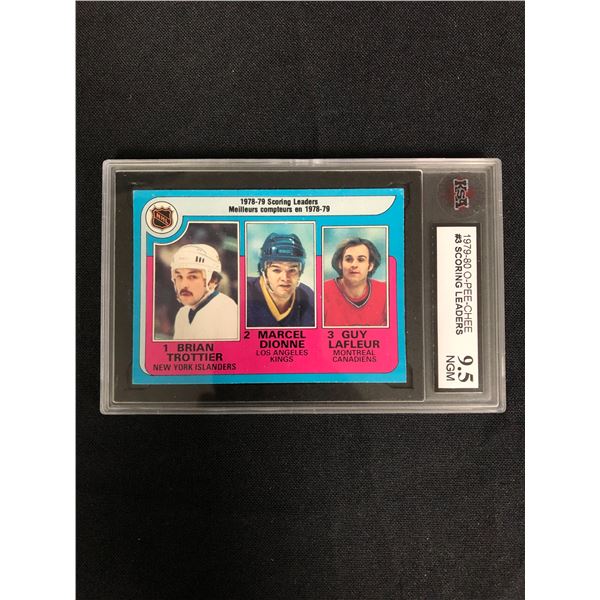 1978-79 Scoring Leaders
Meilleurs compteurs en 1978-79
NHL
1 BRIAN TROTTIER
NEW YORK ISLANDERS
2 MARCEL DIONNE
LOS ANGELES KINGS
3 GUY LAFLEUR
MONTREAL CANADIENS
KSA
1979-80 O-PEE-CHEE
#3 SCORING LEADERS
9.5
NGM